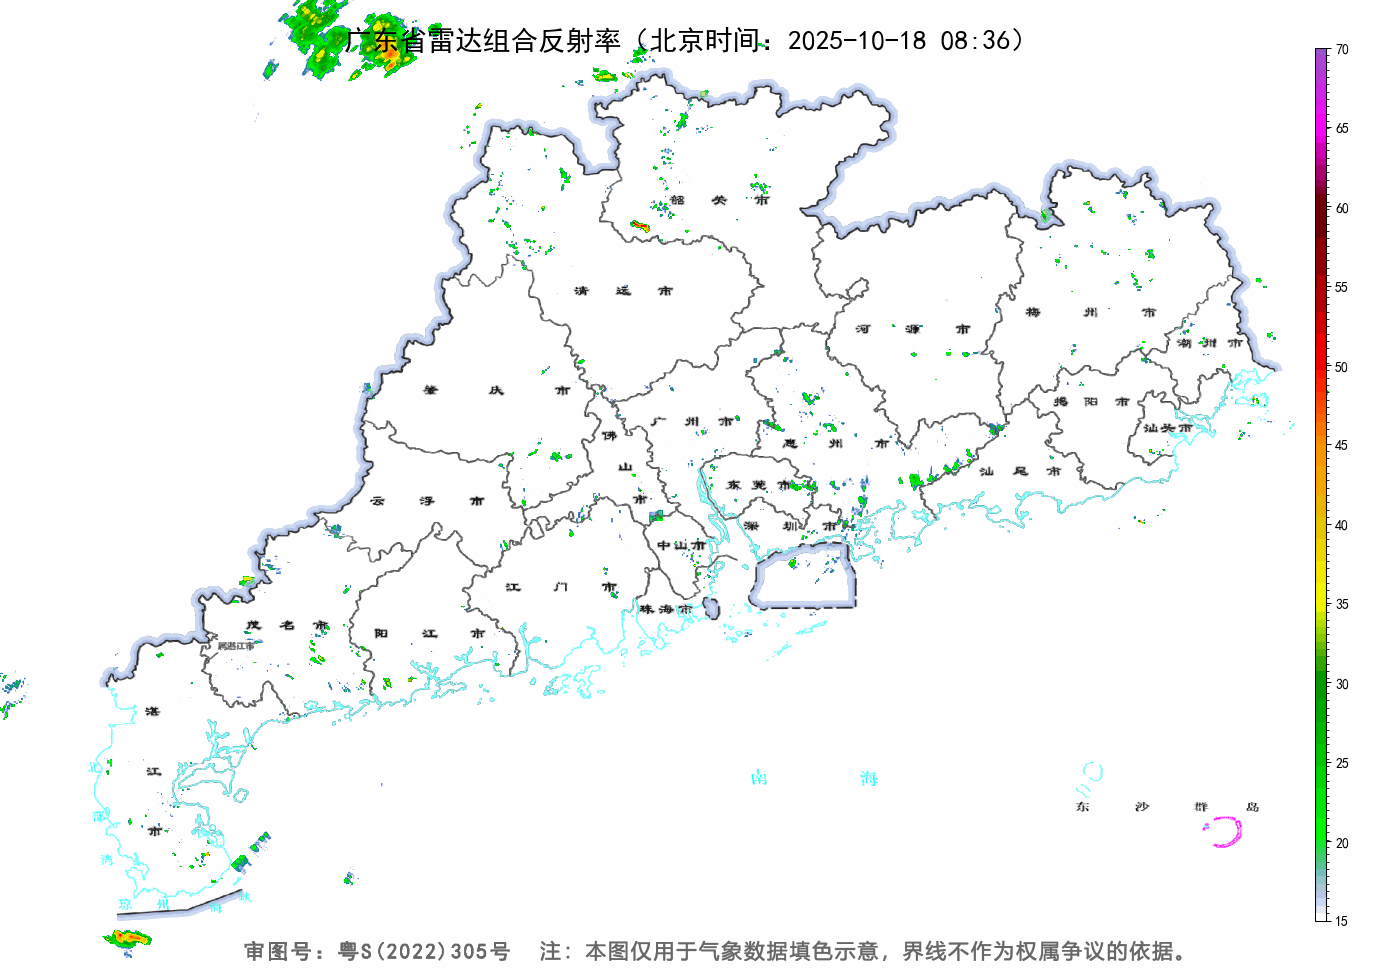 广东省雷达组合反射率（北京时间：2025-10-18 08:36）
70
65
60
55
50
45
40
35
30
25
20
15
韶关市
清远市
河源市
梅州市
潮州市
肇庆市
揭阳市
汕头市
广州市
佛山市
惠州市
汕尾市
云浮市
东莞市
深圳市
中山市
江门市
珠海市
茂名市
属湛江市
阳江市
湛江市
北部湾
南海
东沙群岛
琼州海峡
审图号：粤S(2022)305号 注：本图仅用于气象数据填色示意，界线不作为权属争议的依据。